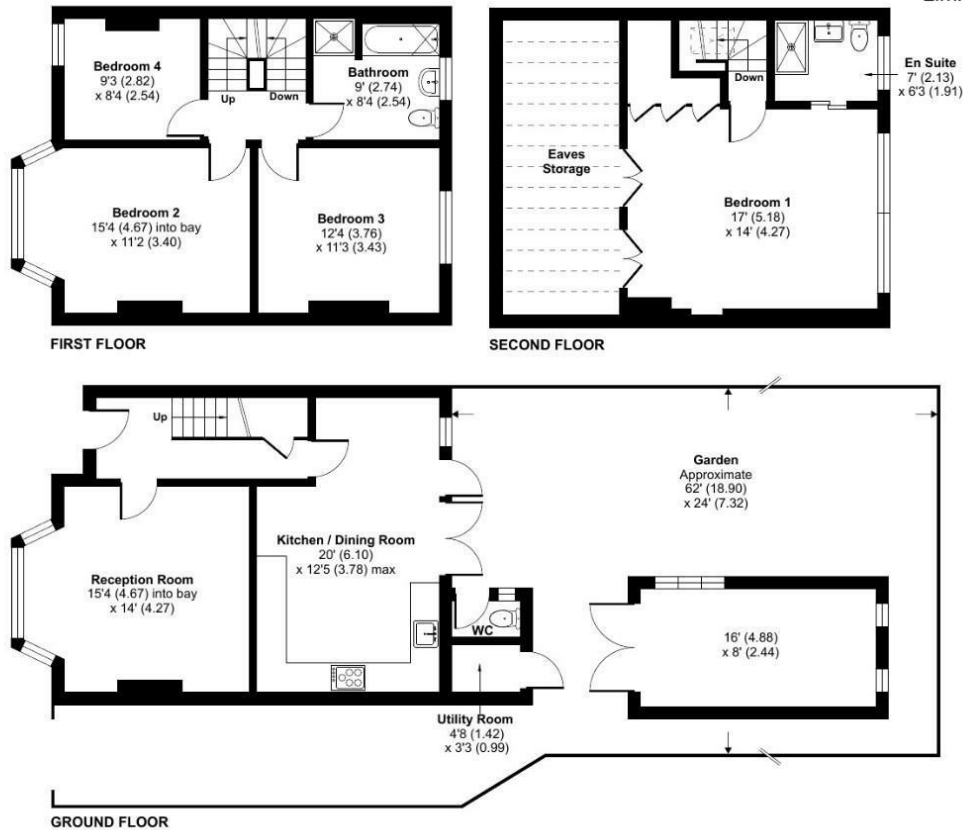 Bedroom 4
9'3 (2.82)
x 8'4 (2.54)
Up
Down
Bathroom
9' (2.74)
x 8'4 (2.54)
Bedroom 2
15'4 (4.67) into bay
x 11'2 (3.40)
Bedroom 3
12'4 (3.76)
x 11'3 (3.43)
FIRST FLOOR
Down
En Suite
7' (2.13)
x 6'3 (1.91)
Eaves
Storage
Bedroom 1
17' (5.18)
x 14' (4.27)
SECOND FLOOR
Up
Garden
Approximate
62' (18.90)
x 24' (7.32)
Kitchen / Dining Room
20' (6.10)
x 12'5 (3.78) max
Reception Room
15'4 (4.67) into bay
x 14' (4.27)
WC
16' (4.88)
x 8' (2.44)
Utility Room
4'8 (1.42)
x 3'3 (0.99)
GROUND FLOOR